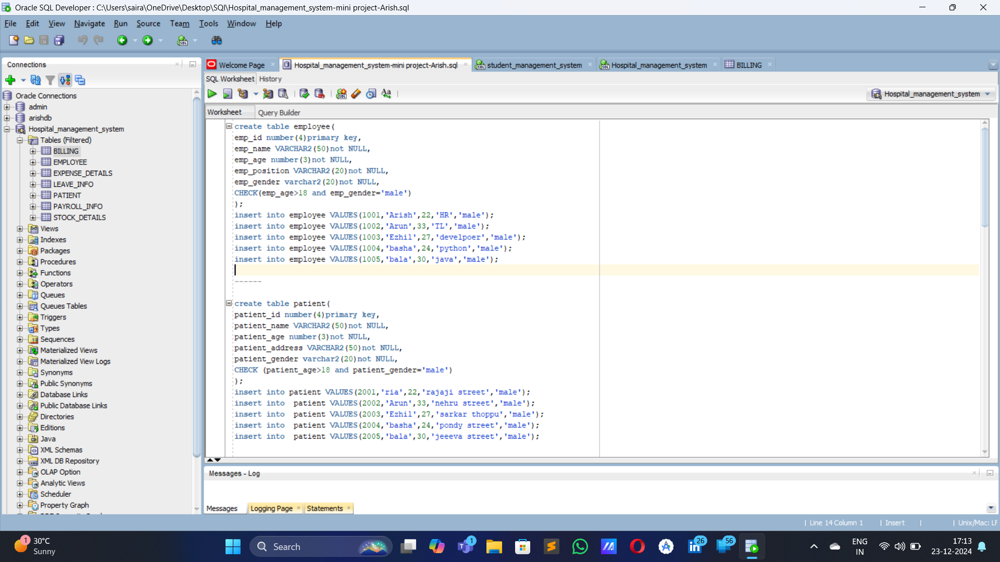 Oracle SQL Developer : C:\Users\saira\OneDrive\Desktop\SQl\Hospital_management_system-mini project-Arish.sql
File Edit View Navigate Run Source Team Tools Window Help
Connections
Welcome Page
Hospital_management_system-mini project-Arish.sql
student_management_system
Hospital_management_system
BILLING
SQL Worksheet History
Hospital_management_system
Worksheet Query Builder
Oracle Connections
admin
arishdb
Hospital_management_system
Tables (Filtered)
BILLING
EMPLOYEE
EXPENSE_DETAILS
LEAVE_INFO
PATIENT
PAYROLL_INFO
STOCK_DETAILS
Views
Indexes
Packages
Procedures
Functions
Operators
Queues
Queues Tables
Triggers
Types
Sequences
Materialized Views
Materialized View Logs
Synonyms
Public Synonyms
Database Links
Public Database Links
Directories
Editions
Java
XML Schemas
XML DB Repository
OLAP Option
Analytic Views
Scheduler
Property Graph
create table employee(
emp_id number(4)primary key,
emp_name VARCHAR2(50)not NULL,
emp_age number(3)not NULL,
emp_position VARCHAR2(20)not NULL,
emp_gender varchar2(20)not NULL,
CHECK(emp_age>18 and emp_gender='male')
);
insert into employee VALUES(1001,'Arish',22,'HR','male');
insert into employee VALUES(1002,'Arun',33,'TL','male');
insert into employee VALUES(1003,'Ezhil',27,'develpoer','male');
insert into employee VALUES(1004,'basha',24,'python','male');
insert into employee VALUES(1005,'bala',30,'java','male');
------
create table patient(
patient_id number(4)primary key,
patient_name VARCHAR2(50)not NULL,
patient_age number(3)not NULL,
patient_address VARCHAR2(50)not NULL,
patient_gender varchar2(20)not NULL,
CHECK (patient_age>18 and patient_gender='male')
);
insert into patient VALUES(2001,'ria',22,'rajaji street','male');
insert into  patient VALUES(2002,'Arun',33,'nehru street','male');
insert into  patient VALUES(2003,'Ezhil',27,'sarkar thoppu','male');
insert into  patient VALUES(2004,'basha',24,'pondy street','male');
insert into  patient VALUES(2005,'bala',30,'jeeeva street','male');
Messages - Log
Messages Logging Page Statements
Line 14 Column 1 Insert Unix/Mac: LF
1 30°C
Sunny
Search
1
26
56
ENG
IN
17:13
23-12-2024